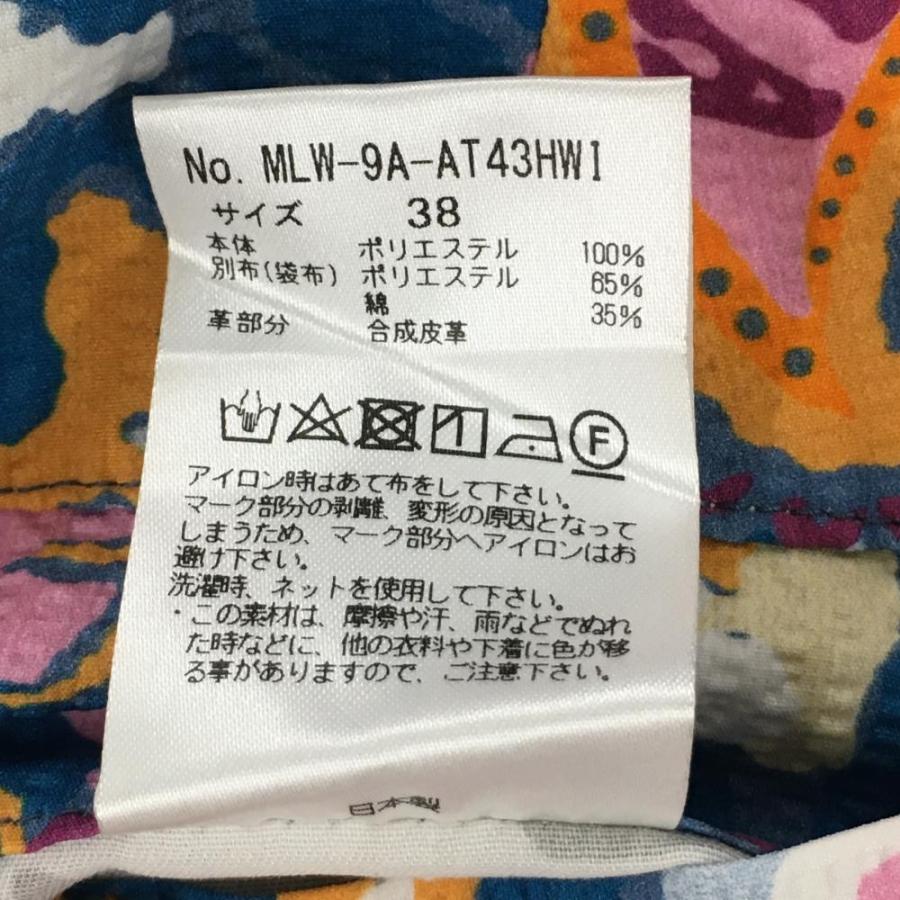 No. MLW-9A-AT43HWI
サイズ 38
本体 ポリエステル 100%
別布(袋布) ポリエステル 65%
綿 35%
革部分 合成皮革
F
アイロン時はあて布をして下さい。
マーク部分の剥離、変形の原因となって
しまうため、マーク部分へアイロンはお
避け下さい。
洗濯時、ネットを使用して下さい。
・この素材は、摩擦や汗、雨などでぬれ
た時などに、他の衣料や下着に色が移
る事がありますので、ご注意下さい。
日本製